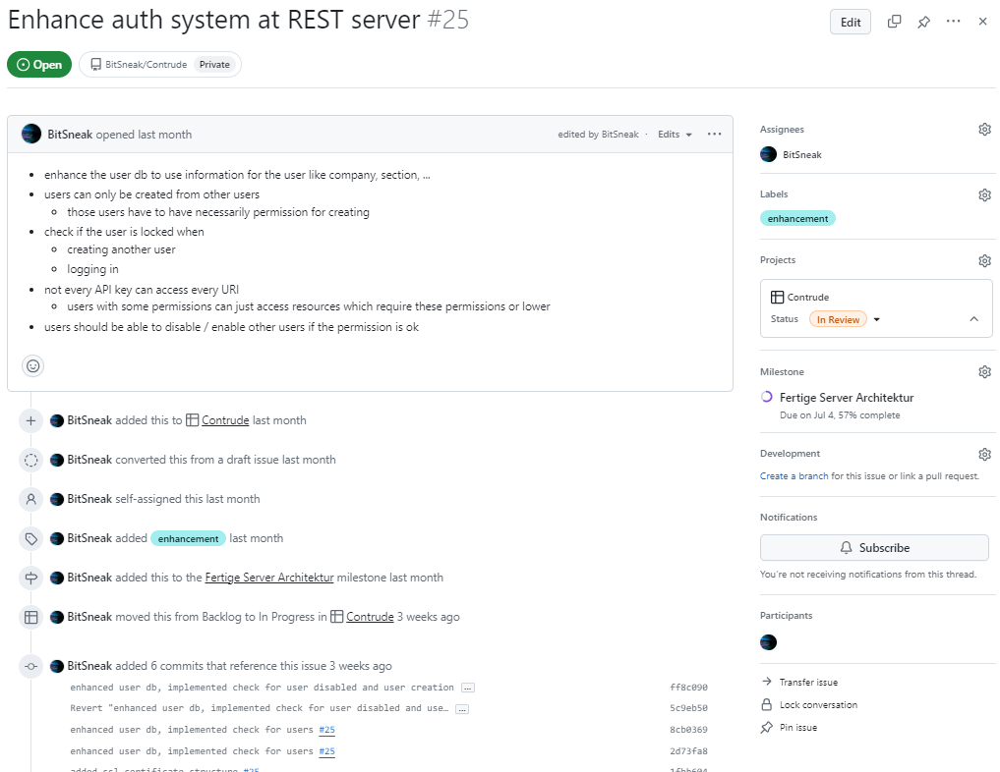 Enhance auth system at REST server #25
Edit
Open
BitSneak/Contrude Private
BitSneak opened last month
edited by BitSneak · Edits
enhance the user db to use information for the user like company, section, ...
users can only be created from other users
those users have to have necessarily permission for creating
check if the user is locked when
creating another user
logging in
not every API key can access every URI
users with some permissions can just access resources which require these permissions or lower
users should be able to disable / enable other users if the permission is ok
BitSneak added this to Contrude last month
BitSneak converted this from a draft issue last month
BitSneak self-assigned this last month
BitSneak added enhancement last month
BitSneak added this to the Fertige Server Architektur milestone last month
BitSneak moved this from Backlog to In Progress in Contrude 3 weeks ago
BitSneak added 6 commits that reference this issue 3 weeks ago
enhanced user db, implemented check for user disabled and user creation ... ff8c090
Revert "enhanced user db, implemented check for user disabled and use… ... 5c9eb50
enhanced user db, implemented check for users #25 8cb0369
enhanced user db, implemented check for users #25 2d73fa8
added ssl certificate structure #25 1fbb604
Assignees
BitSneak
Labels
enhancement
Projects
Contrude
Status In Review
Milestone
Fertige Server Architektur
Due on Jul 4, 57% complete
Development
Create a branch for this issue or link a pull request.
Notifications
Subscribe
You're not receiving notifications from this thread.
Participants
Transfer issue
Lock conversation
Pin issue